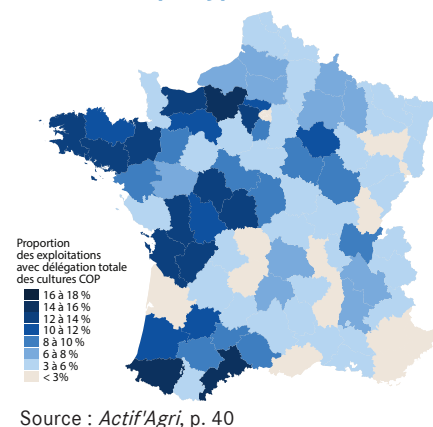 Proportion
des exploitations
avec délégation totale
des cultures COP
16 à 18 %
14 à 16 %
12 à 14 %
10 à 12 %
8 à 10 %
6 à 8 %
3 à 6 %
< 3%
Source : Actif'Agri, p. 40